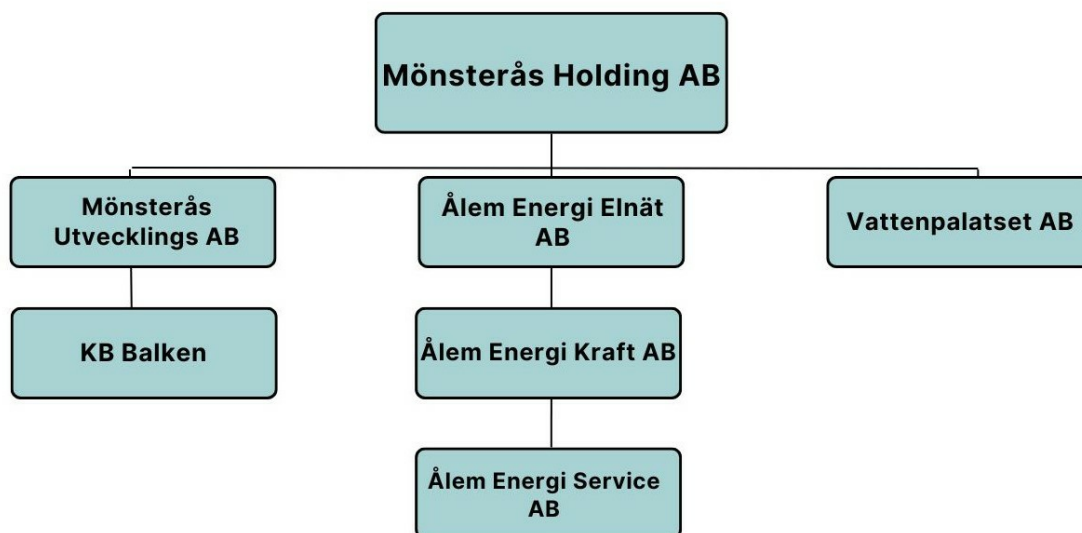 Mönsterås Holding AB
Mönsterås
Utvecklings AB
Ålem Energi Elnät
AB
Vattenpalatset AB
KB Balken
Ålem Energi Kraft AB
Ålem Energi Service
AB